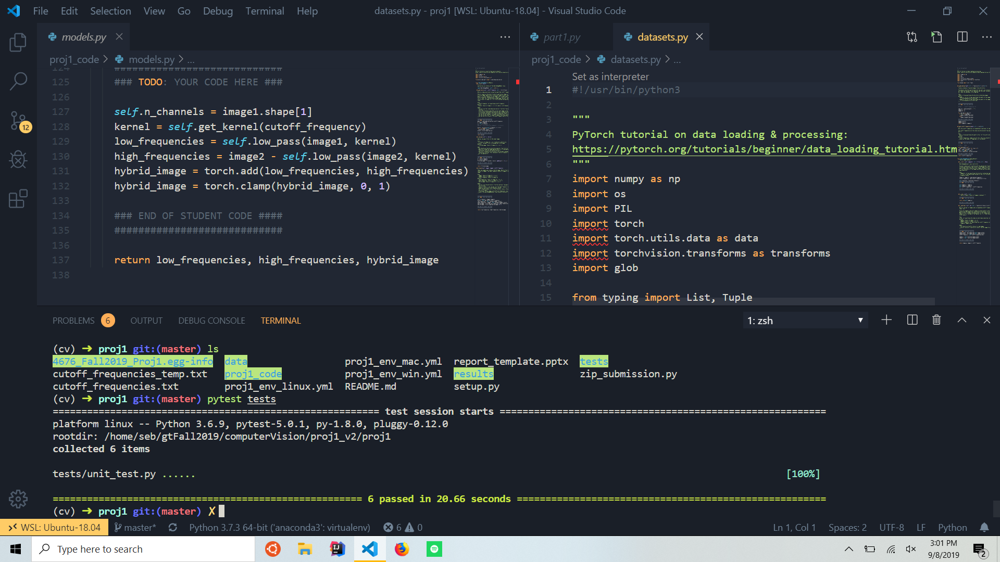 File Edit Selection View Go Debug Terminal Help
datasets.py - proj1 [WSL: Ubuntu-18.04] - Visual Studio Code
models.py
proj1_code > models.py > ...
124 ############################
125 ### TODO: YOUR CODE HERE ###
126
127 self.n_channels = image1.shape[1]
128 kernel = self.get_kernel(cutoff_frequency)
129 low_frequencies = self.low_pass(image1, kernel)
130 high_frequencies = image2 - self.low_pass(image2, kernel)
131 hybrid_image = torch.add(low_frequencies, high_frequencies)
132 hybrid_image = torch.clamp(hybrid_image, 0, 1)
133
134 ### END OF STUDENT CODE ####
135 ############################
136
137 return low_frequencies, high_frequencies, hybrid_image
138
part1.py datasets.py
proj1_code > datasets.py > ...
Set as interpreter
1 #!/usr/bin/python3
2
3 """
4 PyTorch tutorial on data loading & processing:
5 https://pytorch.org/tutorials/beginner/data_loading_tutorial.htm
6 """
7 import numpy as np
8 import os
9 import PIL
10 import torch
11 import torch.utils.data as data
12 import torchvision.transforms as transforms
13 import glob
14
15 from typing import List, Tuple
12
PROBLEMS 6 OUTPUT DEBUG CONSOLE TERMINAL
1: zsh
(cv) ➜ proj1 git:(master) ls
4676_Fall2019_Proj1.egg-info data proj1_env_mac.yml report_template.pptx tests
cutoff_frequencies_temp.txt proj1_code proj1_env_win.yml results zip_submission.py
cutoff_frequencies.txt proj1_env_linux.yml README.md setup.py
(cv) ➜ proj1 git:(master) pytest tests
========================================================= test session starts =========================================================
platform linux -- Python 3.6.9, pytest-5.0.1, py-1.8.0, pluggy-0.12.0
rootdir: /home/seb/gtFall2019/computerVision/proj1_v2/proj1
collected 6 items
tests/unit_test.py ...... [100%]
====================================================== 6 passed in 20.66 seconds ======================================================
(cv) ➜ proj1 git:(master) ✗
WSL: Ubuntu-18.04 master* Python 3.7.3 64-bit ('anaconda3': virtualenv) 6 0 Ln 1, Col 1 Spaces: 2 UTF-8 LF Python
Type here to search
3:01 PM
9/8/2019
2